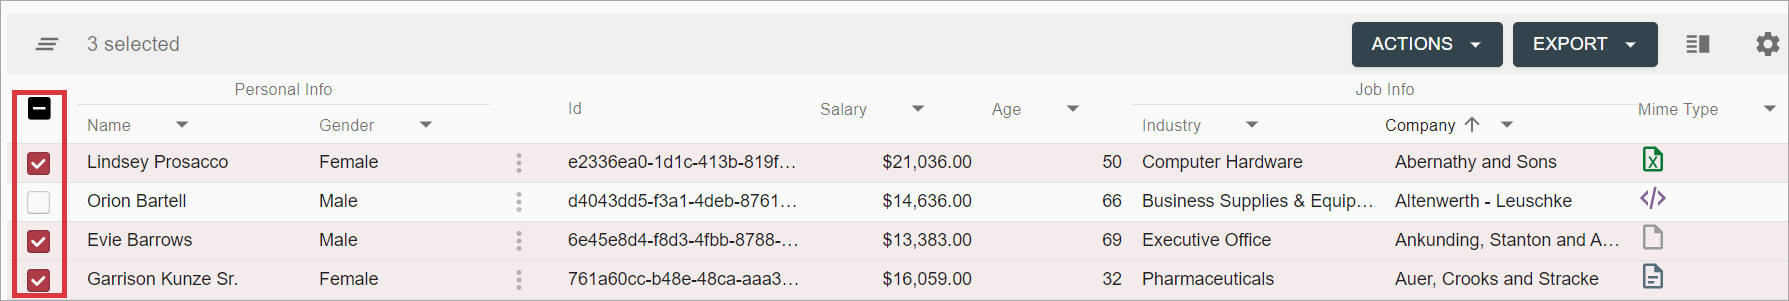 3 selected ACTIONS EXPORT
Personal Info Job Info
Name Gender Id Salary Age Industry Company Mime Type
Lindsey Prosacco Female e2336ea0-1d1c-413b-819f... $21,036.00 50 Computer Hardware Abernathy and Sons
Orion Bartell Male d4043dd5-f3a1-4deb-8761... $14,636.00 66 Business Supplies & Equip... Altenwerth - Leuschke
Evie Barrows Male 6e45e8d4-f8d3-4fbb-8788-... $13,383.00 69 Executive Office Ankunding, Stanton and A...
Garrison Kunze Sr. Female 761a60cc-b48e-48ca-aaa3... $16,059.00 32 Pharmaceuticals Auer, Crooks and Stracke